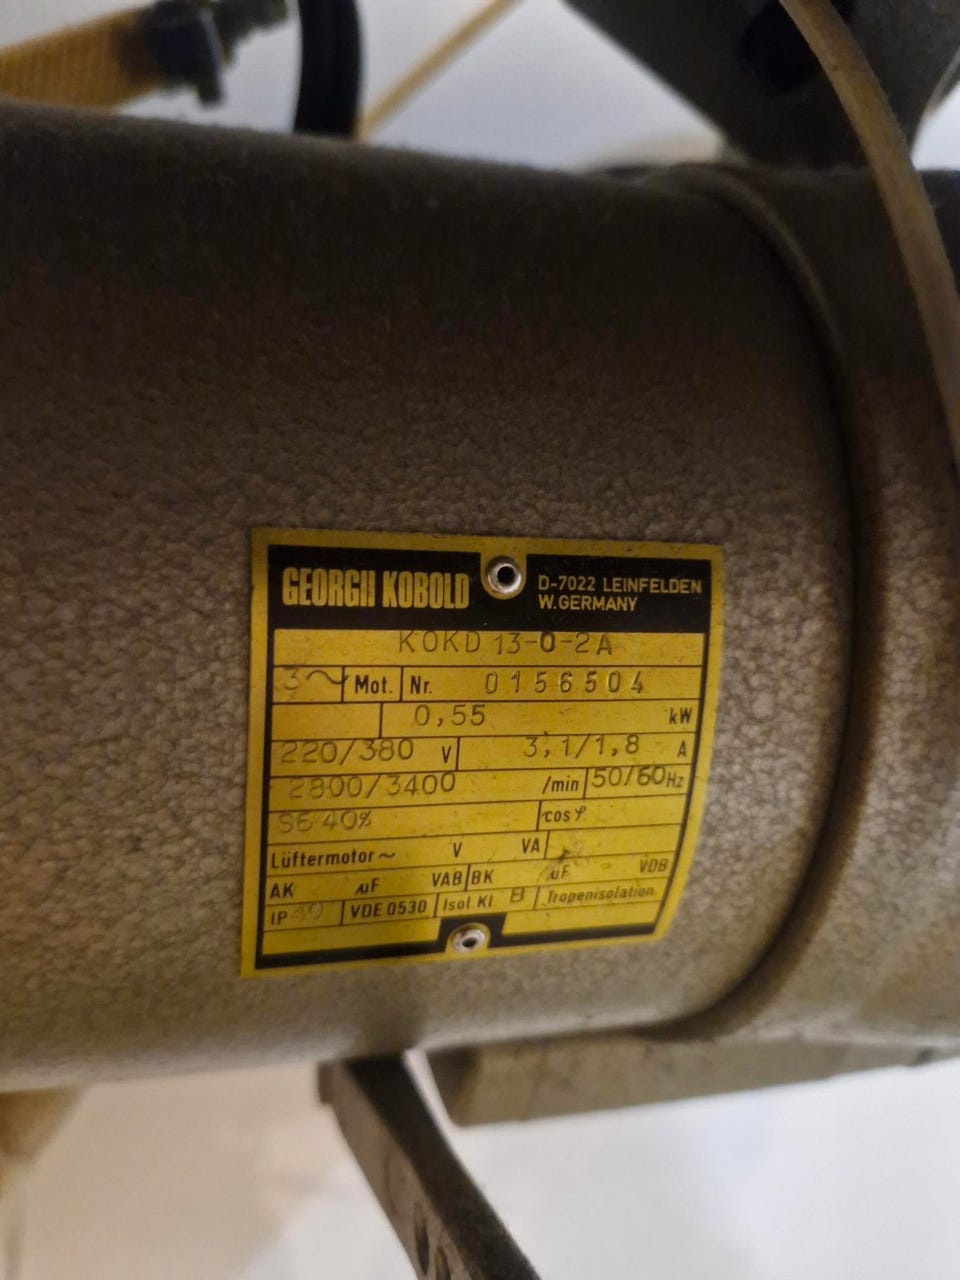 GEORGII KOBOLD
D-7022 LEINFELDEN
W.GERMANY
KOKD 13-0-2A
3~ Mot. Nr. 0156504
0,55 kW
220/380 V 3,1/1,8 A
2800/3400 /min 50/60 Hz
S6 40% cos φ
Lüftermotor~ V VA
AK µF VAB BK µF VDB
IP 40 VDE 0530 Isol. Kl. B Tropenisolation